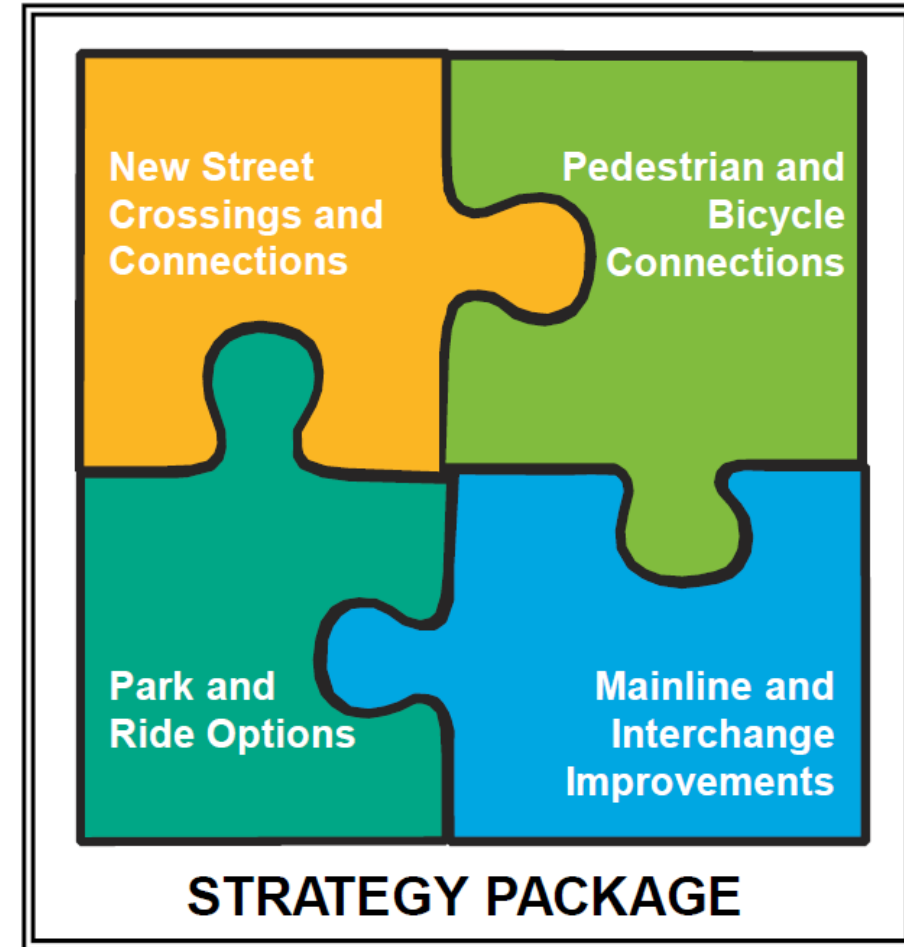 New Street
Crossings and
Connections
Pedestrian and
Bicycle
Connections
Park and
Ride Options
Mainline and
Interchange
Improvements
STRATEGY PACKAGE